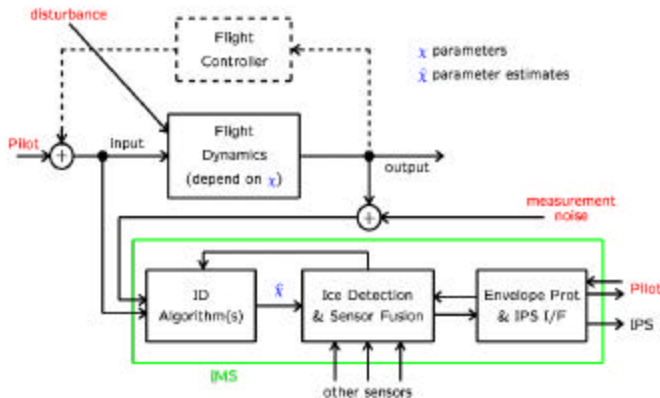 disturbance
Flight
Controller
χ parameters
χ̂ parameter estimates
Pilot
+
input
Flight
Dynamics
(depend on χ)
output
+
measurement
noise
ID
Algorithm(s)
χ̂
Ice Detection
& Sensor Fusion
Envelope Prot
& IPS I/F
Pilot
IPS
IMS
other sensors